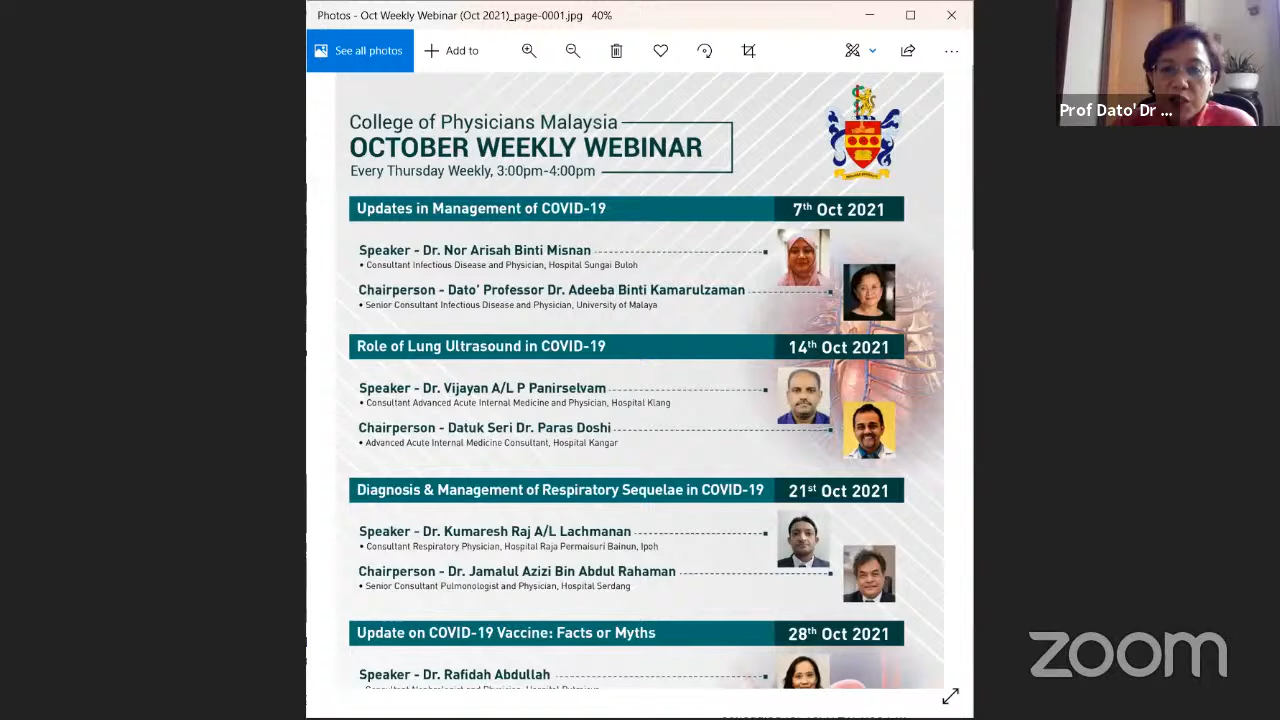 Photos - Oct Weekly Webinar (Oct 2021)_page-0001.jpg 40%
See all photos
Add to
Prof Dato' Dr ...
College of Physicians Malaysia
OCTOBER WEEKLY WEBINAR
Every Thursday Weekly, 3:00pm-4:00pm
Updates in Management of COVID-19 7th Oct 2021
Speaker - Dr. Nor Arisah Binti Misnan
• Consultant Infectious Disease and Physician, Hospital Sungai Buloh
Chairperson - Dato' Professor Dr. Adeeba Binti Kamarulzaman
• Senior Consultant Infectious Disease and Physician, University of Malaya
Role of Lung Ultrasound in COVID-19 14th Oct 2021
Speaker - Dr. Vijayan A/L P Panirselvam
• Consultant Advanced Acute Internal Medicine and Physician, Hospital Klang
Chairperson - Datuk Seri Dr. Paras Doshi
• Advanced Acute Internal Medicine Consultant, Hospital Kangar
Diagnosis & Management of Respiratory Sequelae in COVID-19 21st Oct 2021
Speaker - Dr. Kumaresh Raj A/L Lachmanan
• Consultant Respiratory Physician, Hospital Raja Permaisuri Bainun, Ipoh
Chairperson - Dr. Jamalul Azizi Bin Abdul Rahaman
• Senior Consultant Pulmonologist and Physician, Hospital Serdang
Update on COVID-19 Vaccine: Facts or Myths 28th Oct 2021
Speaker - Dr. Rafidah Abdullah
zoom